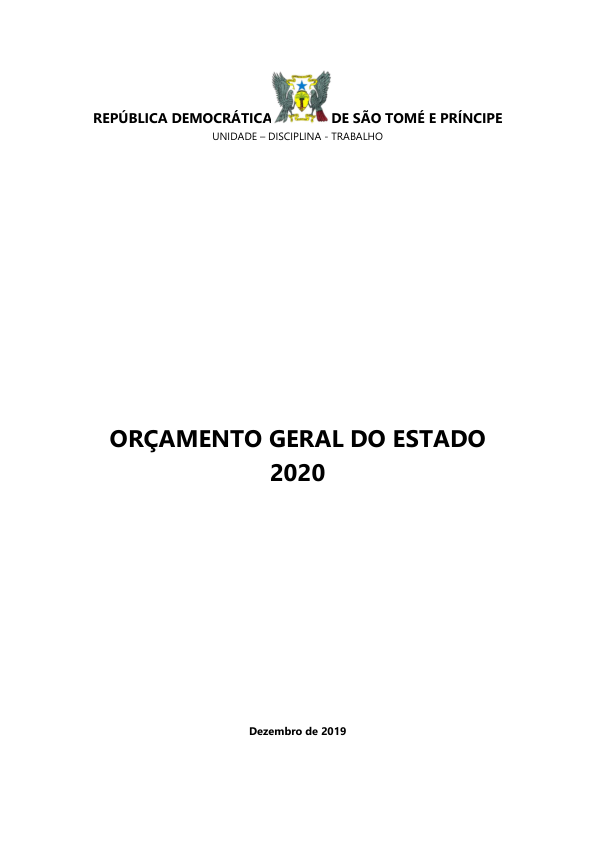 REPÚBLICA DEMOCRÁTICA DE SÃO TOMÉ E PRÍNCIPE
UNIDADE – DISCIPLINA - TRABALHO
ORÇAMENTO GERAL DO ESTADO
2020
Dezembro de 2019